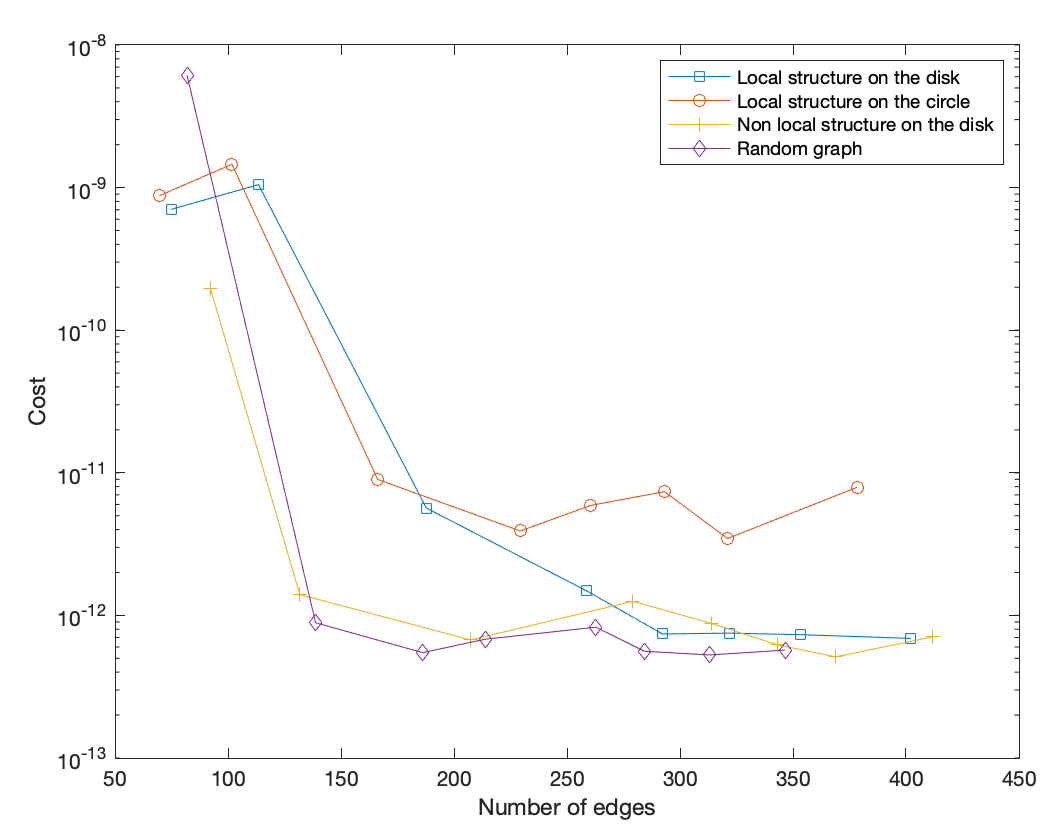 10-8
10-9
10-10
10-11
10-12
10-13
Cost
Local structure on the disk
Local structure on the circle
Non local structure on the disk
Random graph
50 100 150 200 250 300 350 400 450
Number of edges